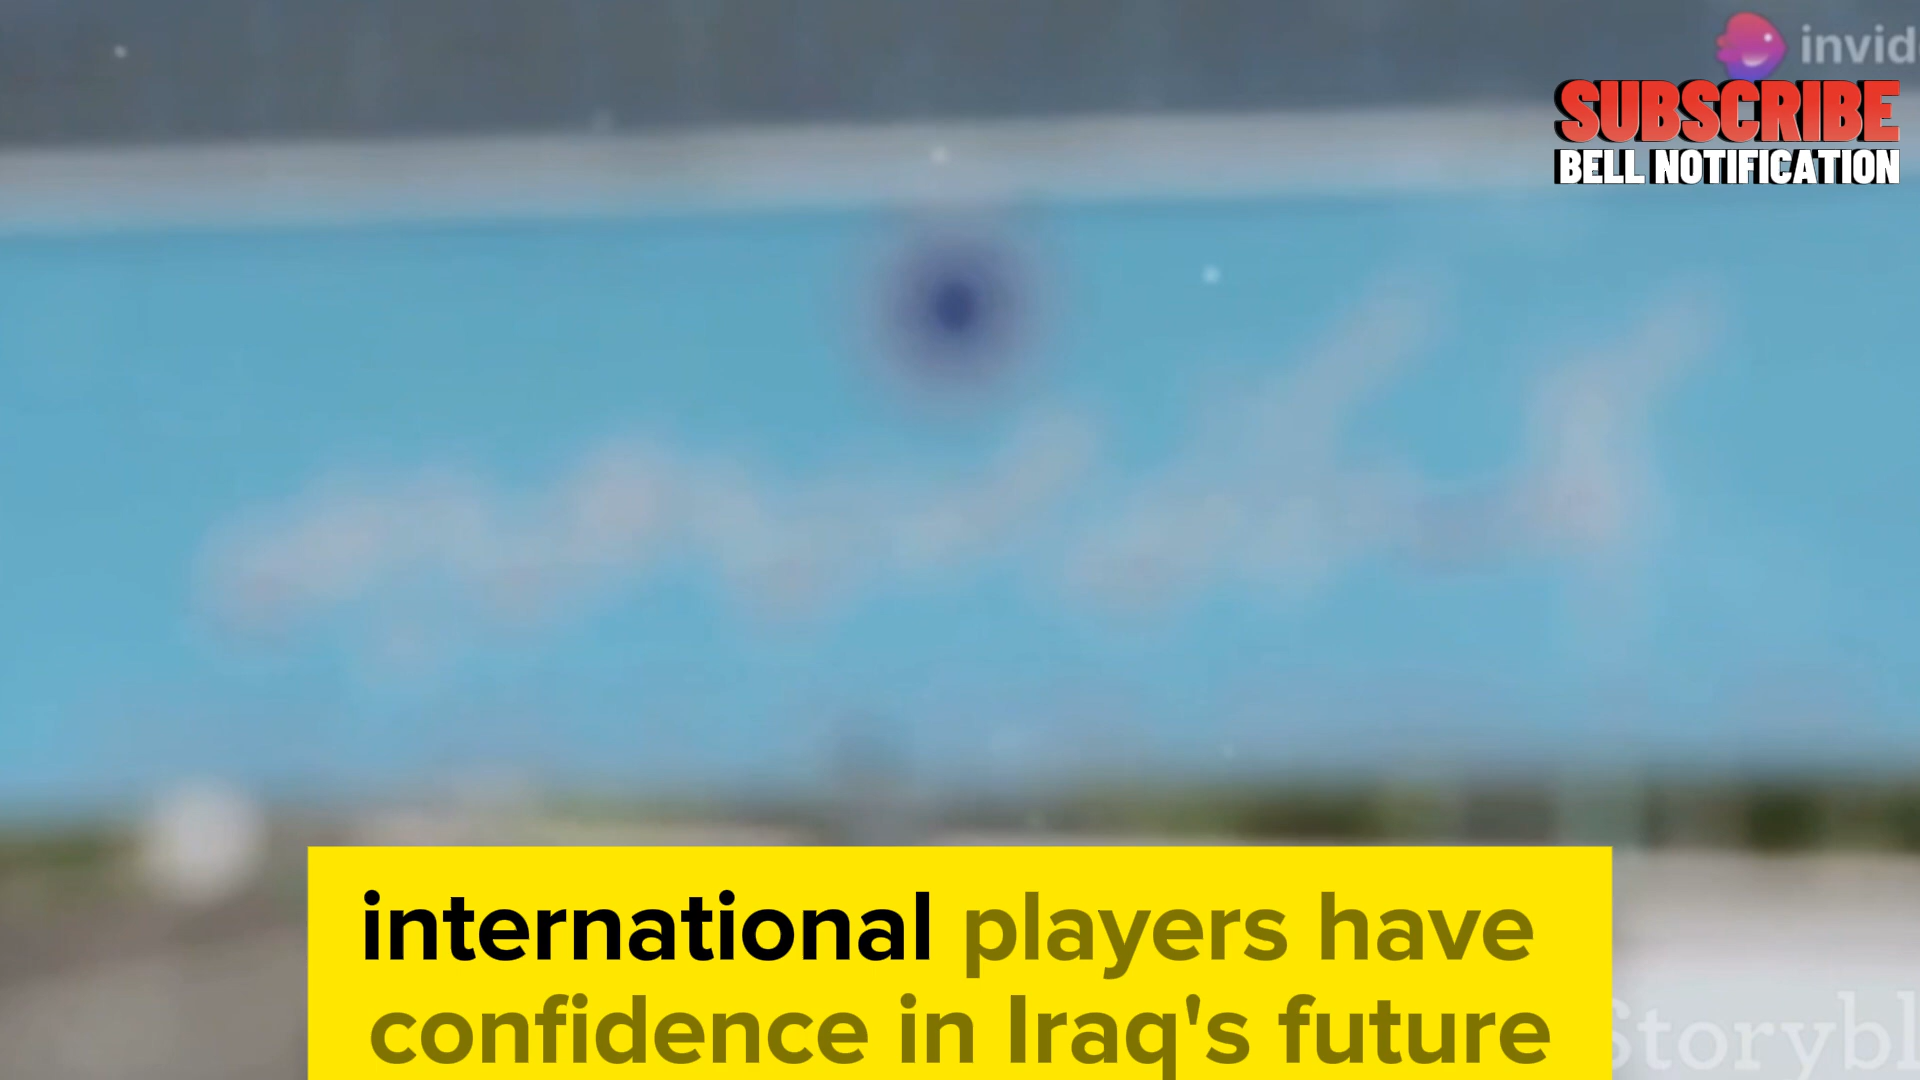 invid
SUBSCRIBE
BELL NOTIFICATION
international players have
confidence in Iraq's future
Storybl